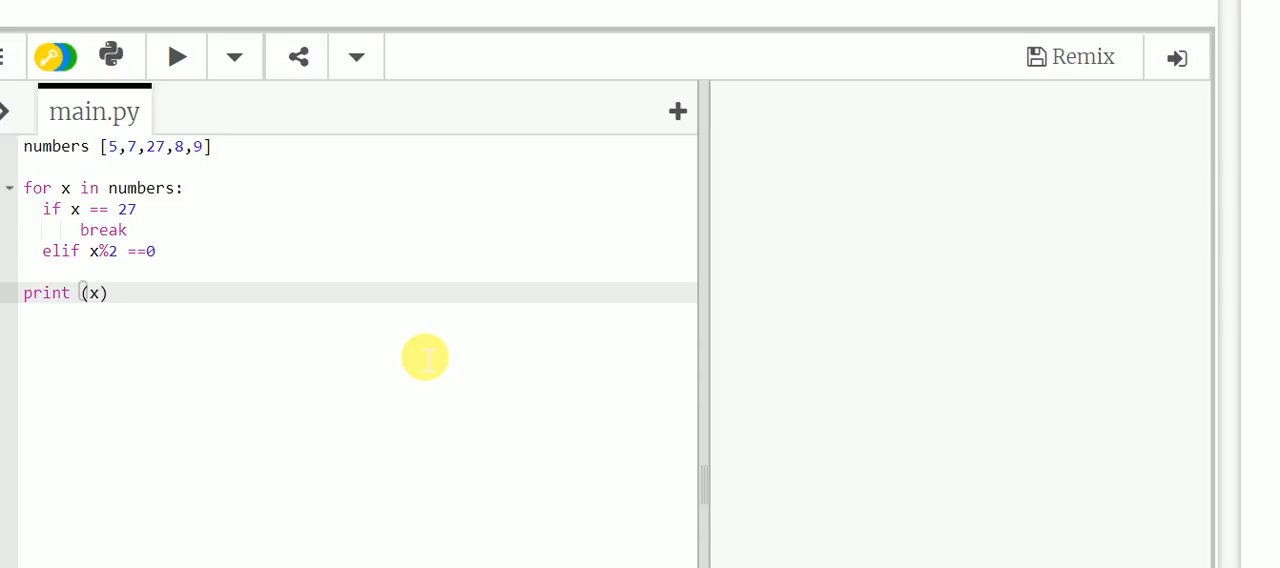 Remix
main.py
numbers [5,7,27,8,9]
for x in numbers:
if x == 27
break
elif x%2 ==0
print (x)